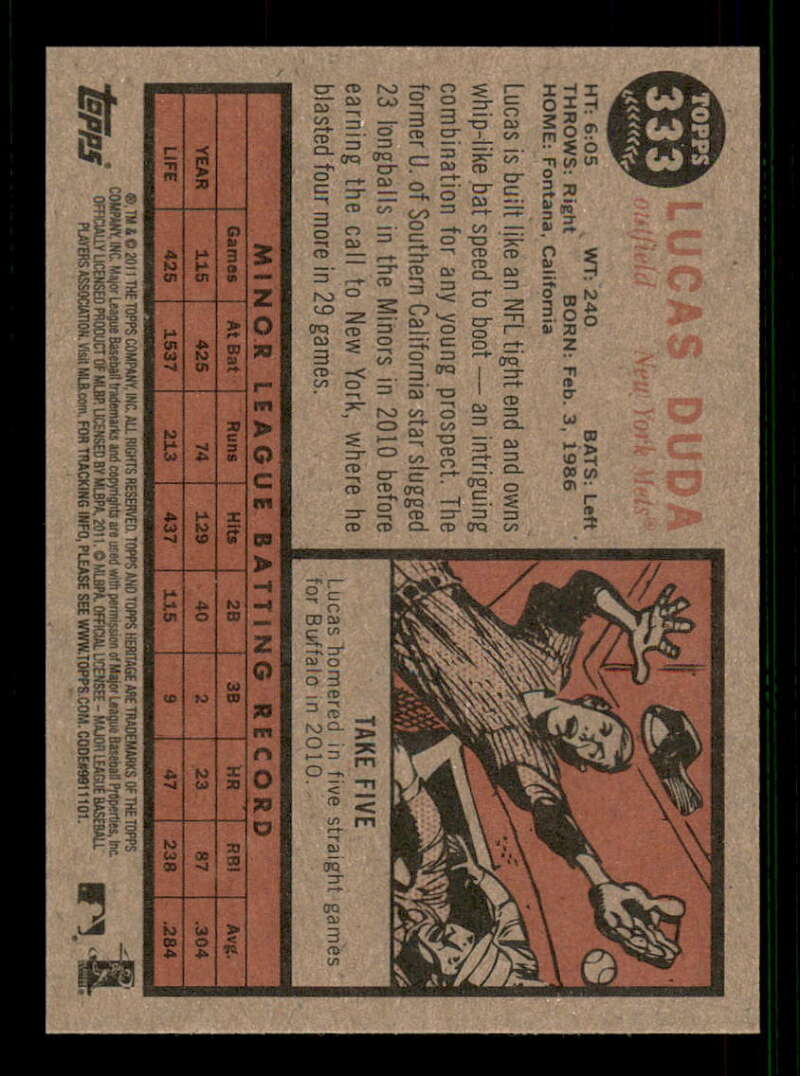 TOPPS
333
LUCAS DUDA
outfield New York Mets®
HT: 6:05 WT: 240 BATS: Left
THROWS: Right BORN: Feb. 3, 1986
HOME: Fontana, California
Lucas is built like an NFL tight end and owns
whip-like bat speed to boot — an intriguing
combination for any young prospect. The
former U. of Southern California star slugged
23 longballs in the Minors in 2010 before
earning the call to New York, where he
blasted four more in 29 games.
TAKE FIVE
Lucas homered in five straight games
for Buffalo in 2010.
MINOR LEAGUE BATTING RECORD
Games At Bat Runs Hits 2B 3B HR RBI Avg.
YEAR 115 425 74 129 40 2 23 87 .304
LIFE 425 1537 213 437 115 9 47 238 .284
Topps®
® TM & © 2011 THE TOPPS COMPANY, INC. ALL RIGHTS RESERVED. TOPPS AND TOPPS HERITAGE ARE TRADEMARKS OF THE TOPPS
COMPANY, INC. Major League Baseball trademarks and copyrights are used with permission of Major League Baseball Properties, Inc.
OFFICIALLY LICENSED PRODUCT OF MLBP. LICENSED BY MLBPA, 2011. © MLBPA. OFFICIAL LICENSEE - MAJOR LEAGUE BASEBALL
PLAYERS ASSOCIATION. Visit MLB.com. FOR TRACKING INFO, PLEASE SEE WWW.TOPPS.COM. CODE#9911101.